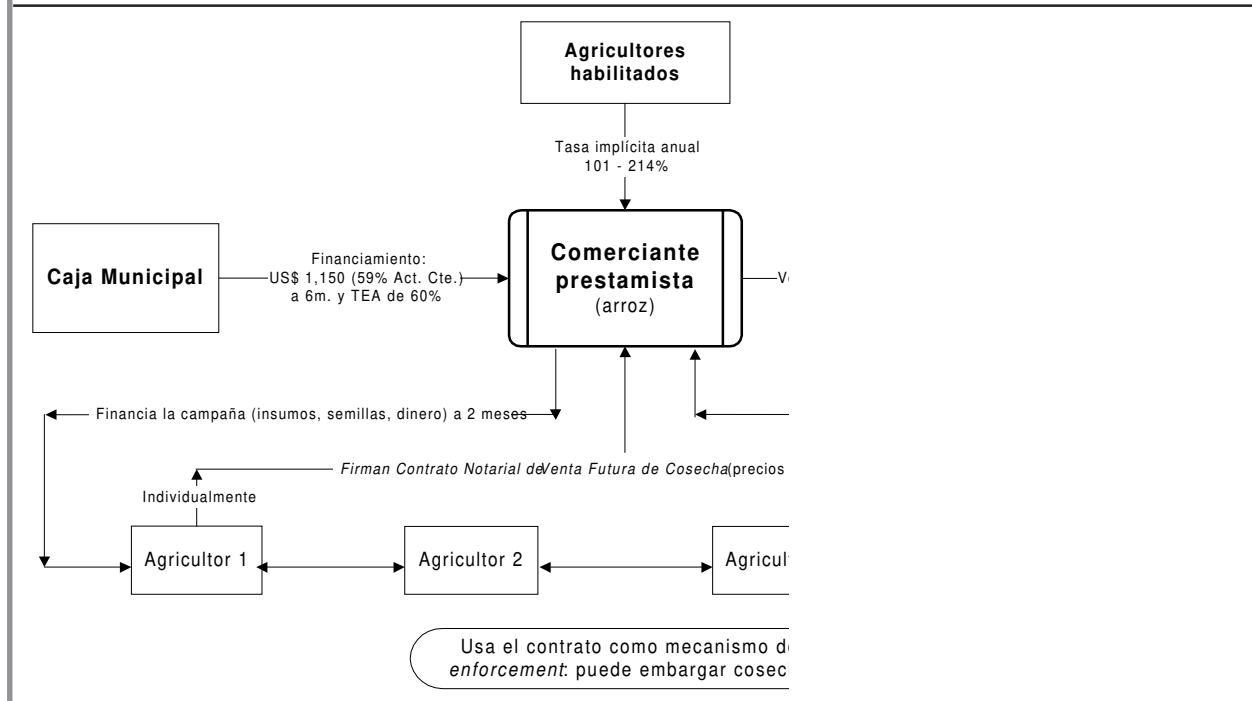 Agricultores
habilitados
Tasa implícita anual
101 - 214%
Caja Municipal
Financiamiento:
US$ 1,150 (59% Act. Cte.)
a 6m. y TEA de 60%
Comerciante
prestamista
(arroz)
Financia la campaña (insumos, semillas, dinero) a 2 meses
Firman Contrato Notarial de Venta Futura de Cosecha (precios
Individualmente
Agricultor 1
Agricultor 2
Usa el contrato como mecanismo
enforcement: puede embargar